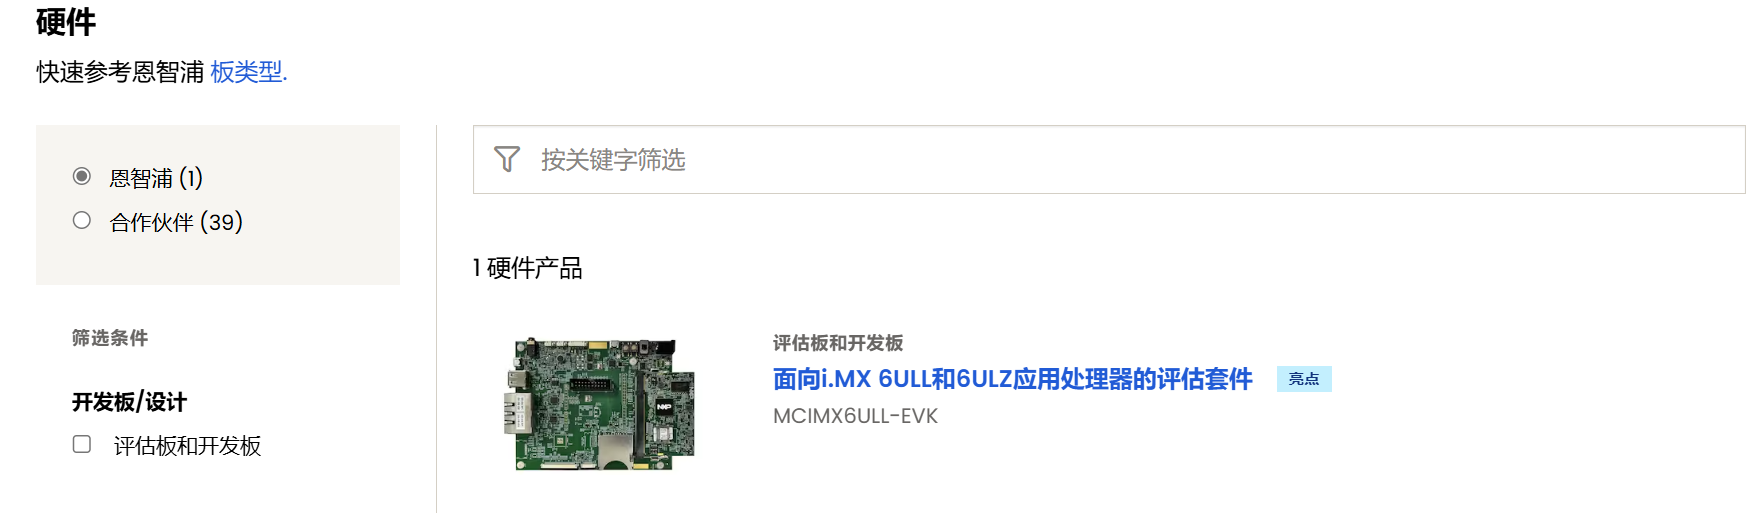 硬件
快速参考恩智浦 板类型.
恩智浦 (1)
合作伙伴 (39)
筛选条件
开发板/设计
评估板和开发板
按关键字筛选
1 硬件产品
NXP
评估板和开发板
面向i.MX 6ULL和6ULZ应用处理器的评估套件
亮点
MCIMX6ULL-EVK